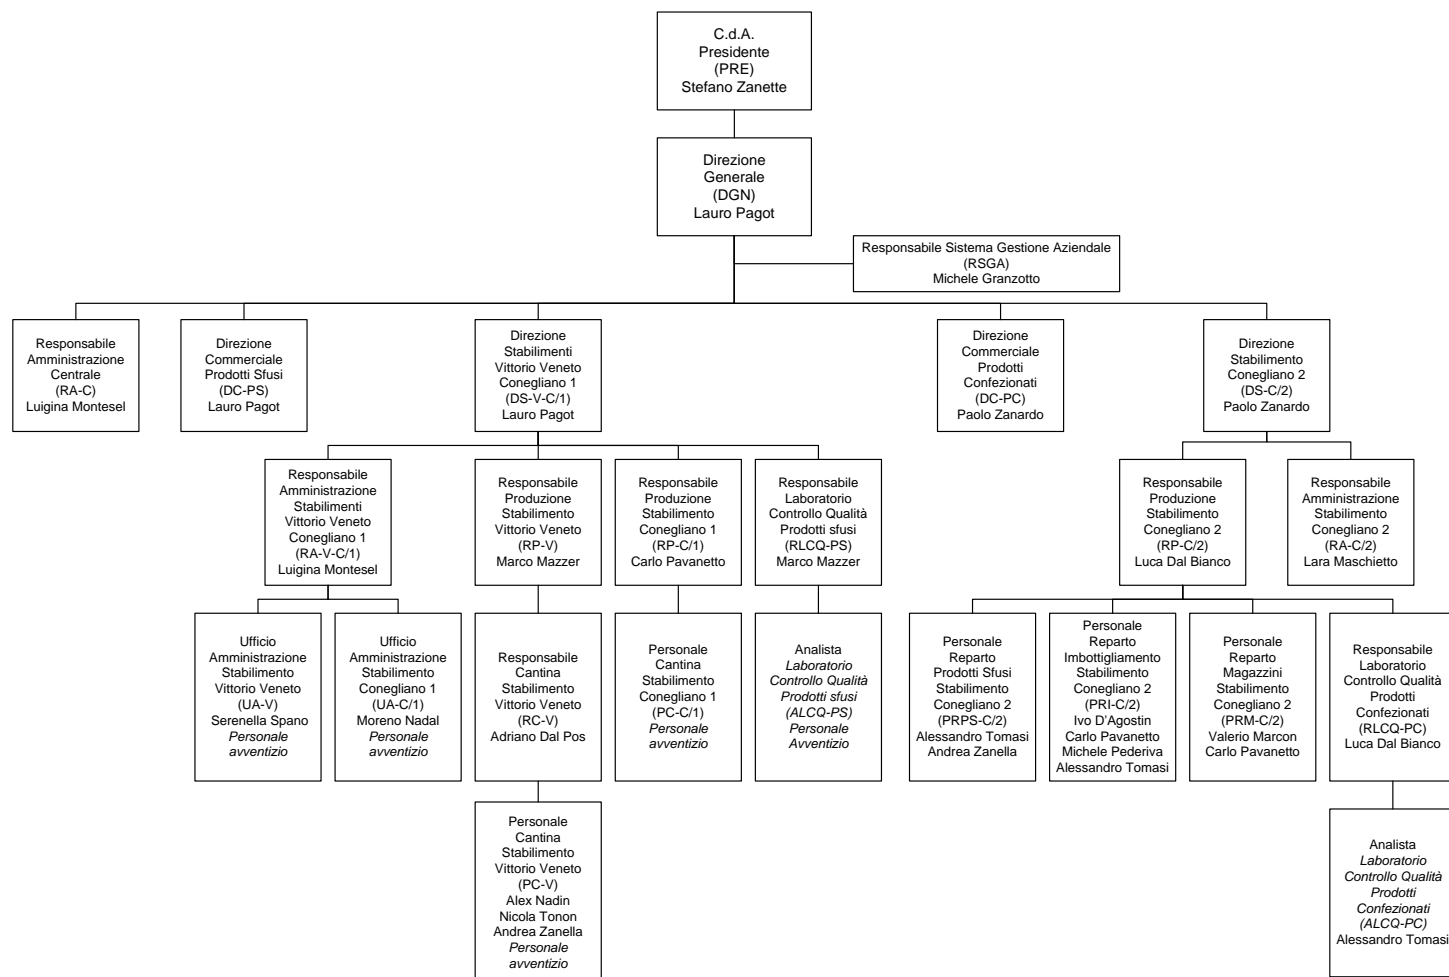 C.d.A.
Presidente
(PRE)
Stefano Zanette
Direzione
Generale
(DGN)
Lauro Pagot
Responsabile Sistema Gestione Aziendale
(RSGA)
Michele Granzotto
Responsabile
Amministrazione
Centrale
(RA-C)
Luigina Montesel
Direzione
Commerciale
Prodotti Sfusi
(DC-PS)
Lauro Pagot
Direzione
Stabilimenti
Vittorio Veneto
Conegliano 1
(DS-V-C/1)
Lauro Pagot
Direzione
Commerciale
Prodotti
Confezionati
(DC-PC)
Paolo Zanardo
Direzione
Stabilimento
Conegliano 2
(DS-C/2)
Paolo Zanardo
Responsabile
Amministrazione
Stabilimenti
Vittorio Veneto
Conegliano 1
(RA-V-C/1)
Luigina Montesel
Responsabile
Produzione
Stabilimento
Vittorio Veneto
(RP-V)
Marco Mazzer
Responsabile
Produzione
Stabilimento
Conegliano 1
(RP-C/1)
Carlo Pavanetto
Responsabile
Laboratorio
Controllo Qualità
Prodotti sfusi
(RLCQ-PS)
Marco Mazzer
Responsabile
Produzione
Stabilimento
Conegliano 2
(RP-C/2)
Luca Dal Bianco
Responsabile
Amministrazione
Stabilimento
Conegliano 2
(RA-C/2)
Lara Maschietto
Ufficio
Amministrazione
Stabilimento
Vittorio Veneto
(UA-V)
Serenella Spano
Personale
avventizio
Ufficio
Amministrazione
Stabilimento
Conegliano 1
(UA-C/1)
Moreno Nadal
Personale
avventizio
Responsabile
Cantina
Stabilimento
Vittorio Veneto
(RC-V)
Adriano Dal Pos
Personale
Cantina
Stabilimento
Conegliano 1
(PC-C/1)
Personale
avventizio
Analista
Laboratorio
Controllo Qualità
Prodotti sfusi
(ALCQ-PS)
Personale
Avventizio
Personale
Reparto
Prodotti Sfusi
Stabilimento
Conegliano 2
(PRPS-C/2)
Alessandro Tomasi
Andrea Zanella
Personale
Reparto
Imbottigliamento
Stabilimento
Conegliano 2
(PRI-C/2)
Ivo D'Agostin
Carlo Pavanetto
Michele Pederiva
Alessandro Tomasi
Personale
Reparto
Magazzini
Stabilimento
Conegliano 2
(PRM-C/2)
Valerio Marcon
Carlo Pavanetto
Responsabile
Laboratorio
Controllo Qualità
Prodotti
Confezionati
(RLCQ-PC)
Luca Dal Bianco
Personale
Cantina
Stabilimento
Vittorio Veneto
(PC-V)
Alex Nadin
Nicola Tonon
Andrea Zanella
Personale
avventizio
Analista
Laboratorio
Controllo Qualità
Prodotti
Confezionati
(ALCQ-PC)
Alessandro Tomasi